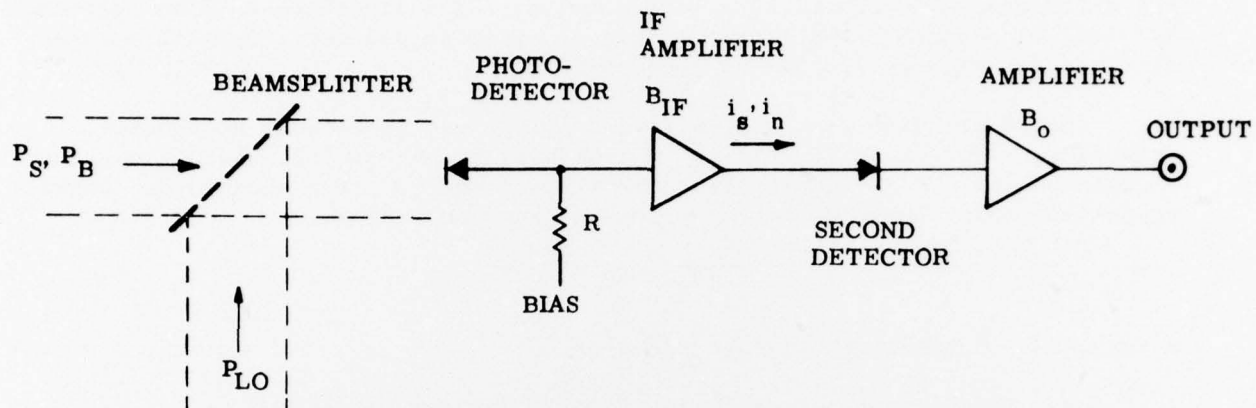 IF
AMPLIFIER
PHOTO-
DETECTOR
BEAMSPLITTER
B_IF
i_s, i_n
AMPLIFIER
B_o
OUTPUT
P_S, P_B
R
SECOND
DETECTOR
BIAS
P_LO